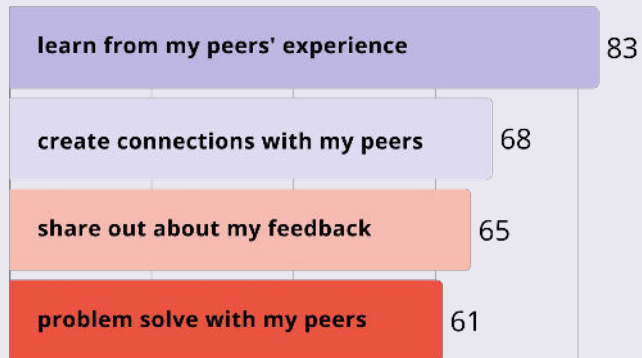 learn from my peers' experience 83
create connections with my peers 68
share out about my feedback 65
problem solve with my peers 61